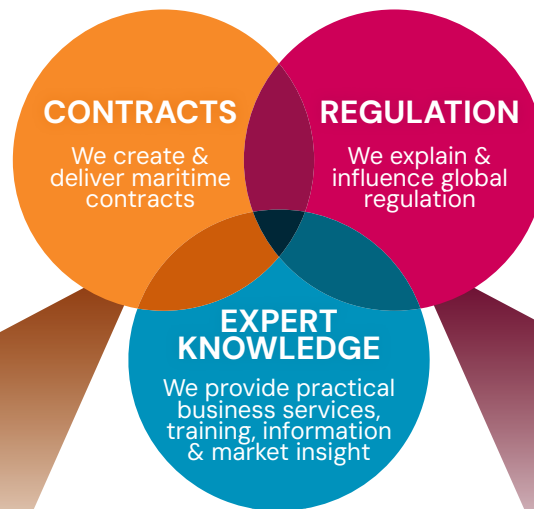 CONTRACTS
We create &
deliver maritime
contracts
REGULATION
We explain &
influence global
regulation
EXPERT
KNOWLEDGE
We provide practical
business services,
training, information
& market insight